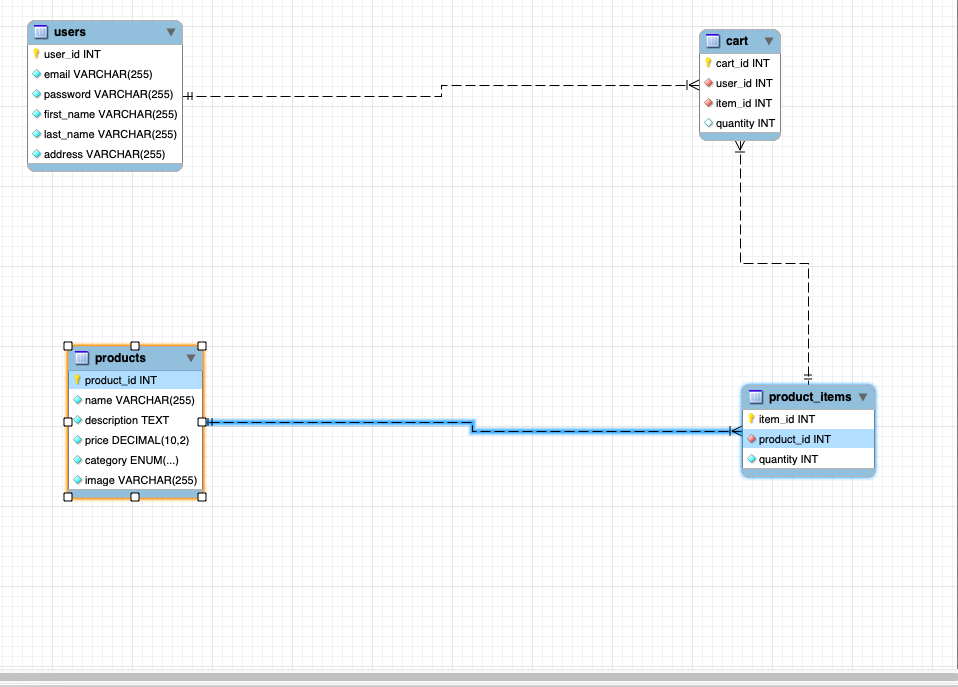 users
user_id INT
email VARCHAR(255)
password VARCHAR(255)
first_name VARCHAR(255)
last_name VARCHAR(255)
address VARCHAR(255)
cart
cart_id INT
user_id INT
item_id INT
quantity INT
products
product_id INT
name VARCHAR(255)
description TEXT
price DECIMAL(10,2)
category ENUM(...)
image VARCHAR(255)
product_items
item_id INT
product_id INT
quantity INT